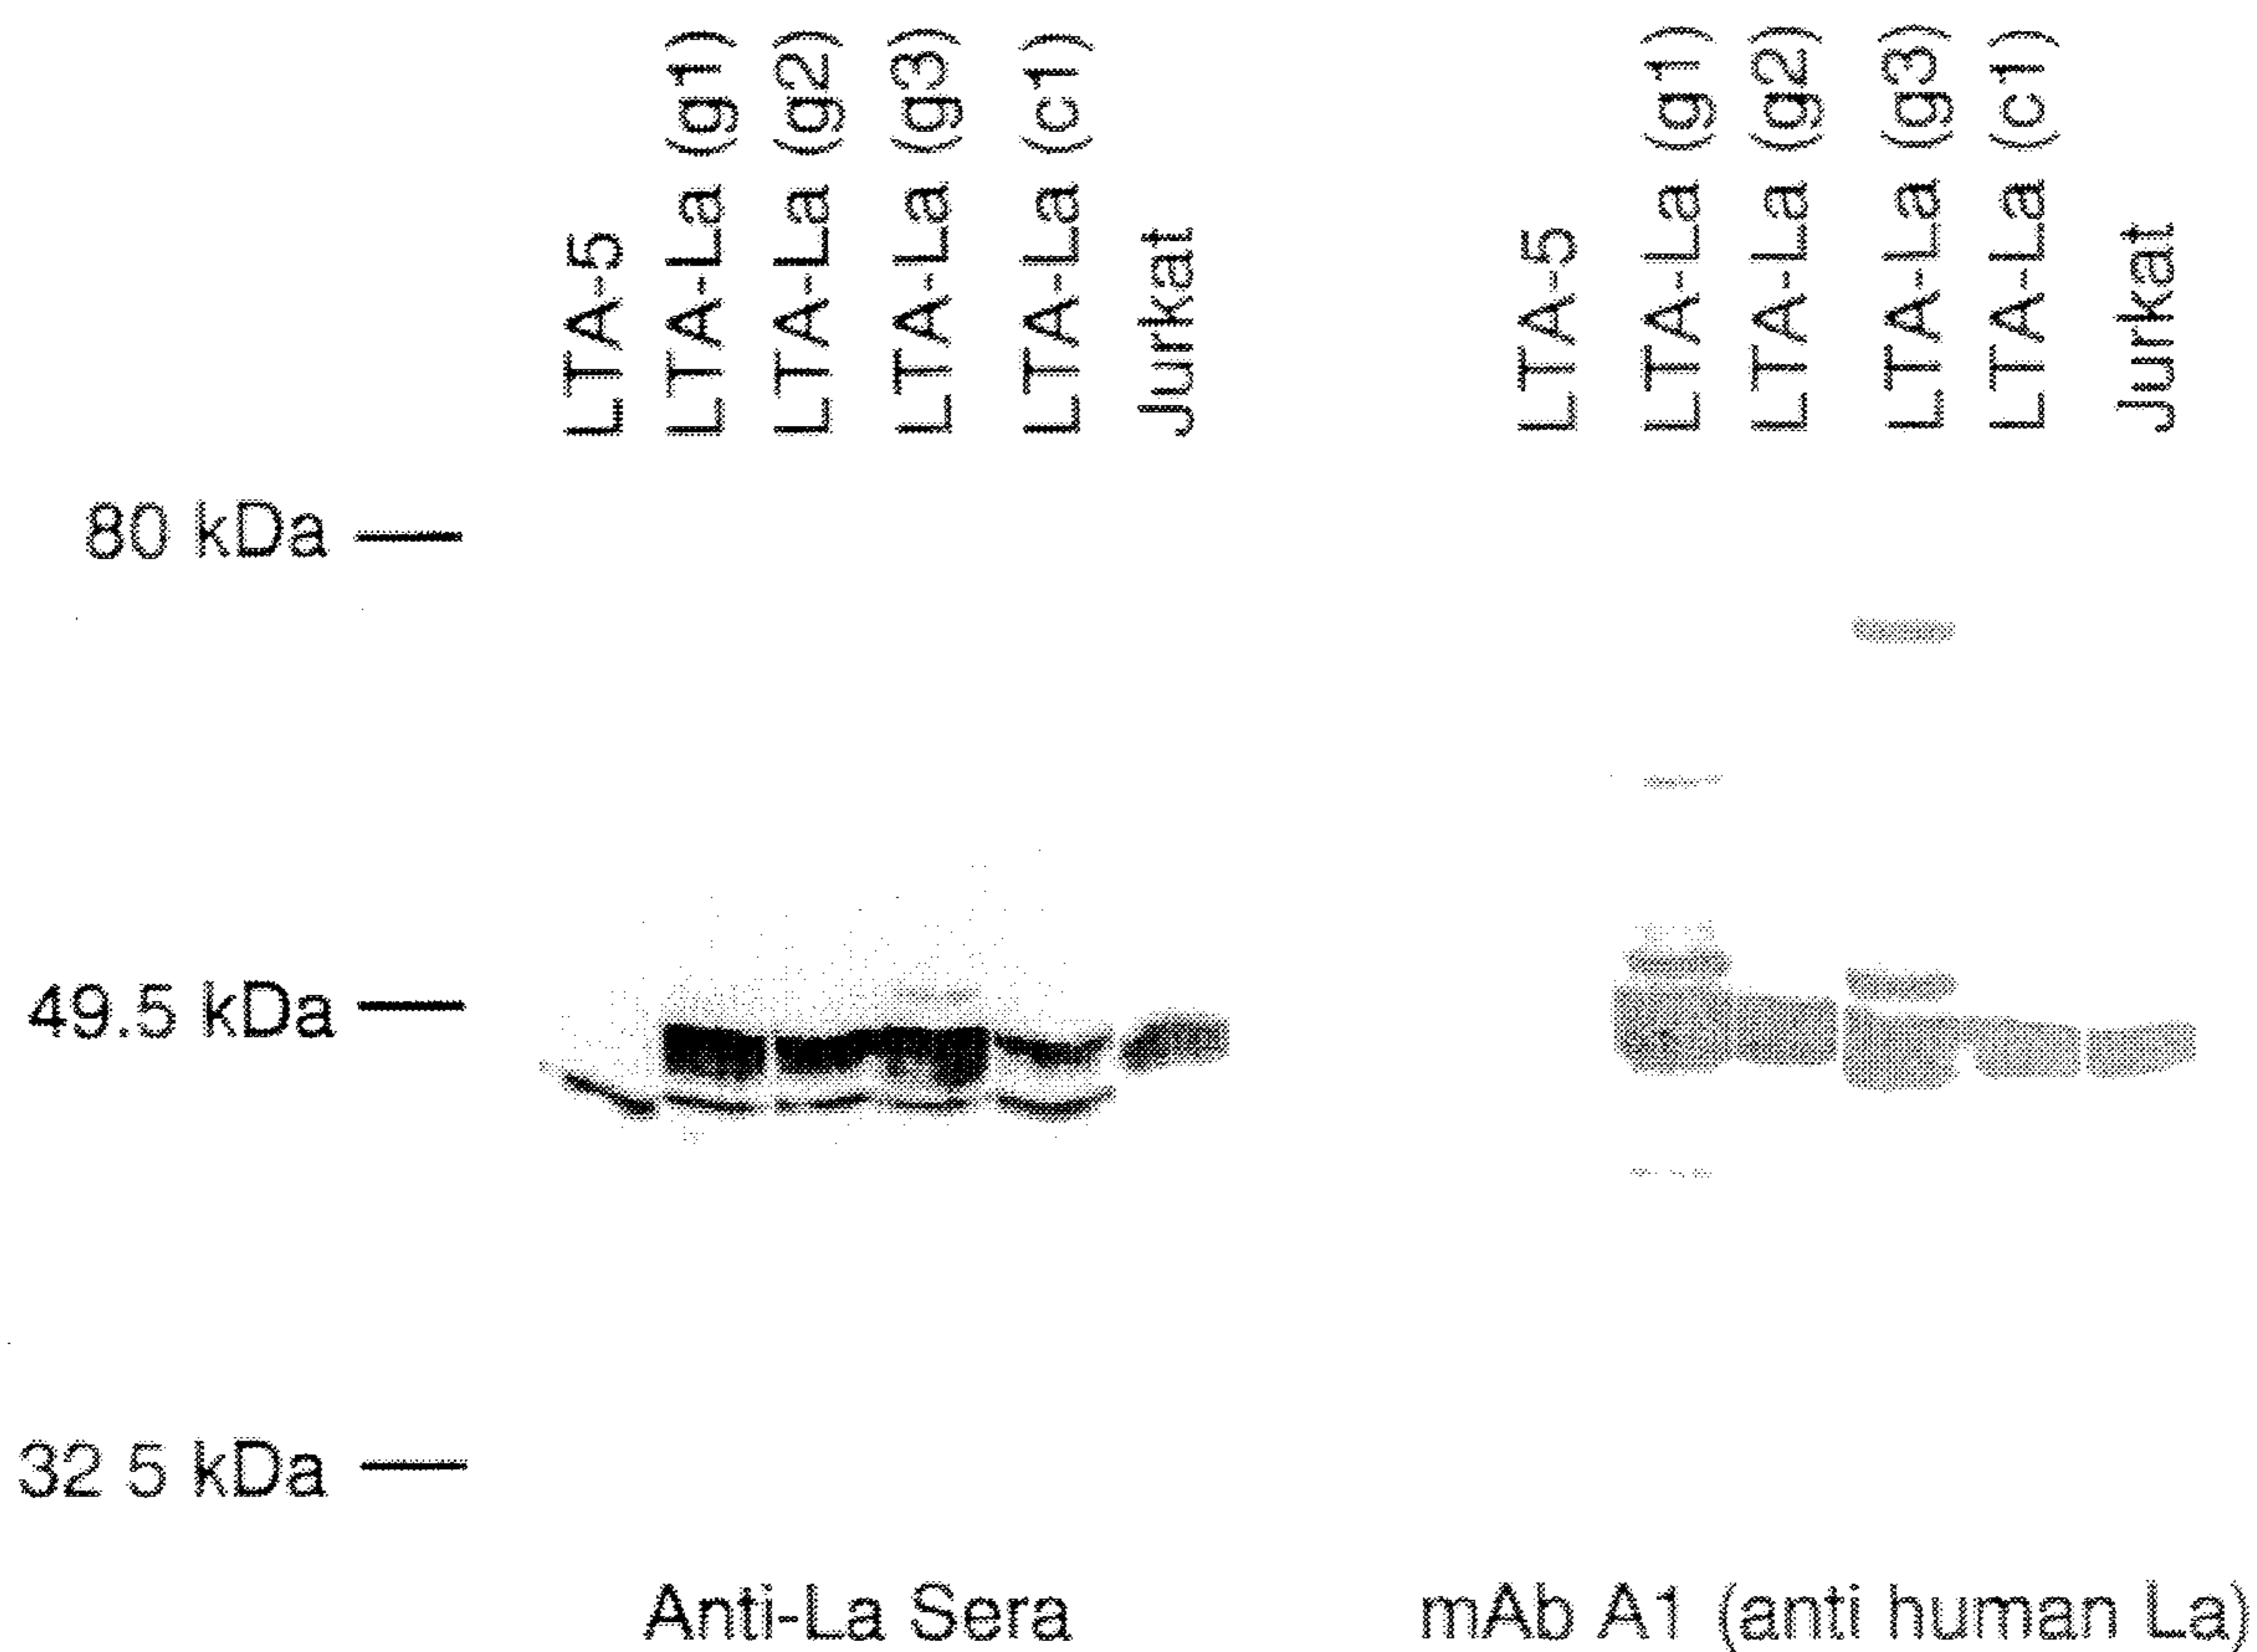 LTA-5
LTA-La (g1)
LTA-La (g2)
LTA-La (g3)
LTA-La (c1)
Jurkat
LTA-5
LTA-La (g1)
LTA-La (g2)
LTA-La (g3)
LTA-La (c1)
Jurkat
80 kDa
49.5 kDa
32 5 kDa
Anti-La Sera
mAb A1 (anti human La)